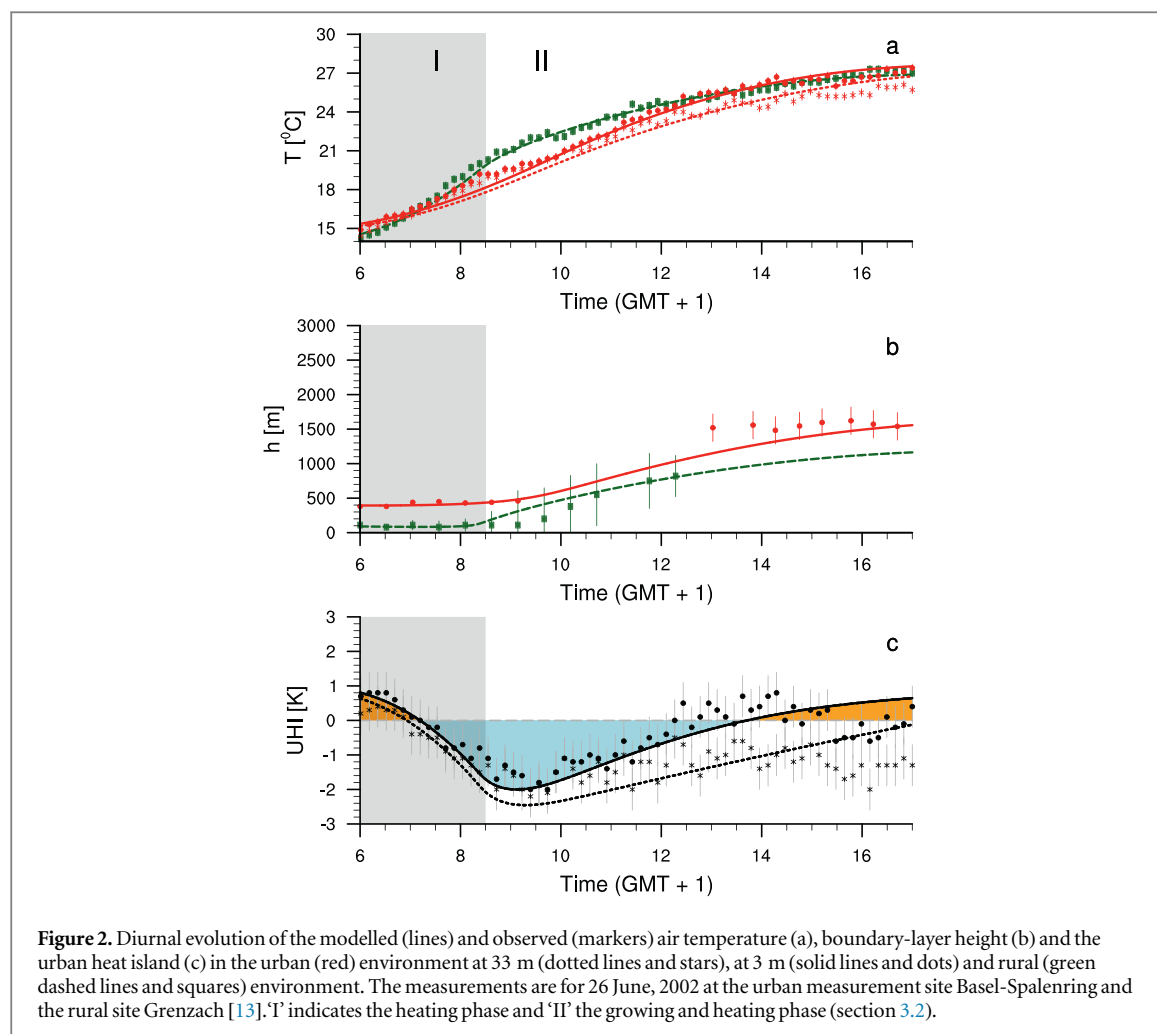 30
27
24
21
18
15
T [⁰C]
I
II
a
6
8
10
12
14
16
Time (GMT + 1)
3000
2500
2000
1500
1000
500
0
h [m]
b
6
8
10
12
14
16
Time (GMT + 1)
3
2
1
0
-1
-2
-3
UHI [K]
c
6
8
10
12
14
16
Time (GMT + 1)
Figure 2. Diurnal evolution of the modelled (lines) and observed (markers) air temperature (a), boundary-layer height (b) and the
urban heat island (c) in the urban (red) environment at 33 m (dotted lines and stars), at 3 m (solid lines and dots) and rural (green
dashed lines and squares) environment. The measurements are for 26 June, 2002 at the urban measurement site Basel-Spalenring and
the rural site Grenzach [13].‘I’ indicates the heating phase and ‘II’ the growing and heating phase (section 3.2).